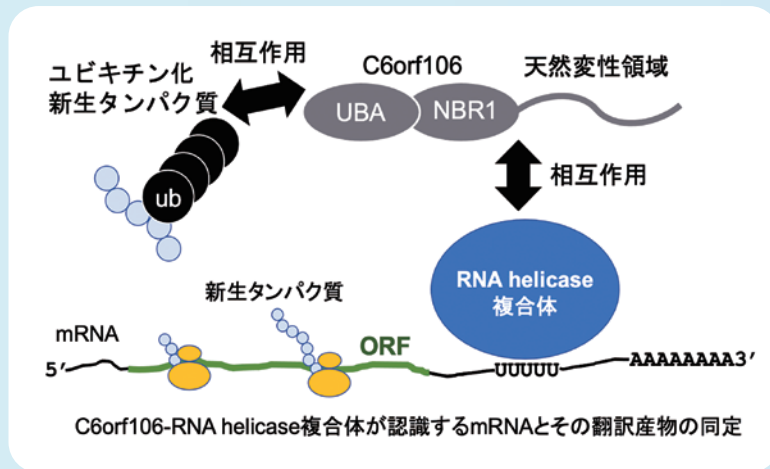 相互作用
ユビキチン化
新生タンパク質
C6orf106
天然変性領域
UBA
NBR1
ub
相互作用
RNA helicase
複合体
新生タンパク質
mRNA
ORF
5’
UUUUU
AAAAAAAA3’
C6orf106-RNA helicase複合体が認識するmRNAとその翻訳産物の同定